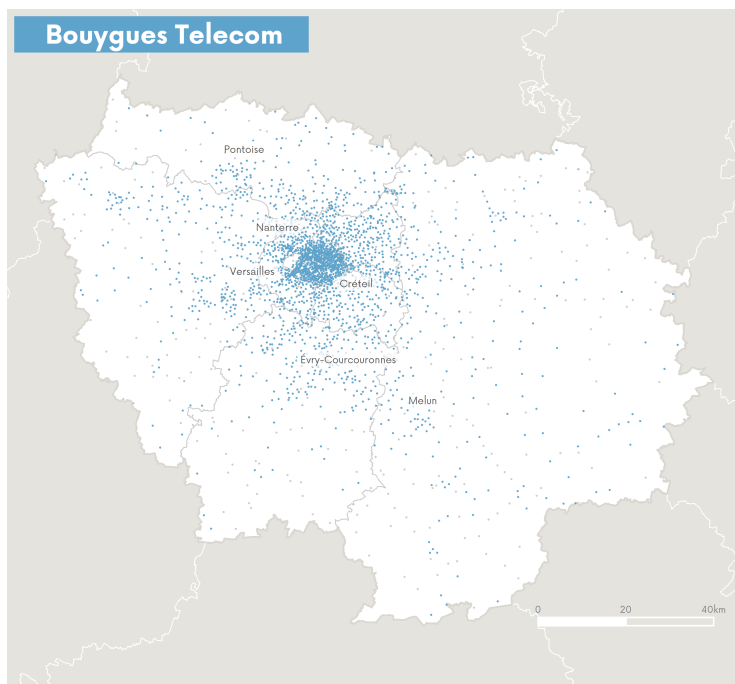 Bouygues Telecom
Pontoise
Nanterre
Versailles
Créteil
Évry-Courcouronnes
Melun
0 20 40km